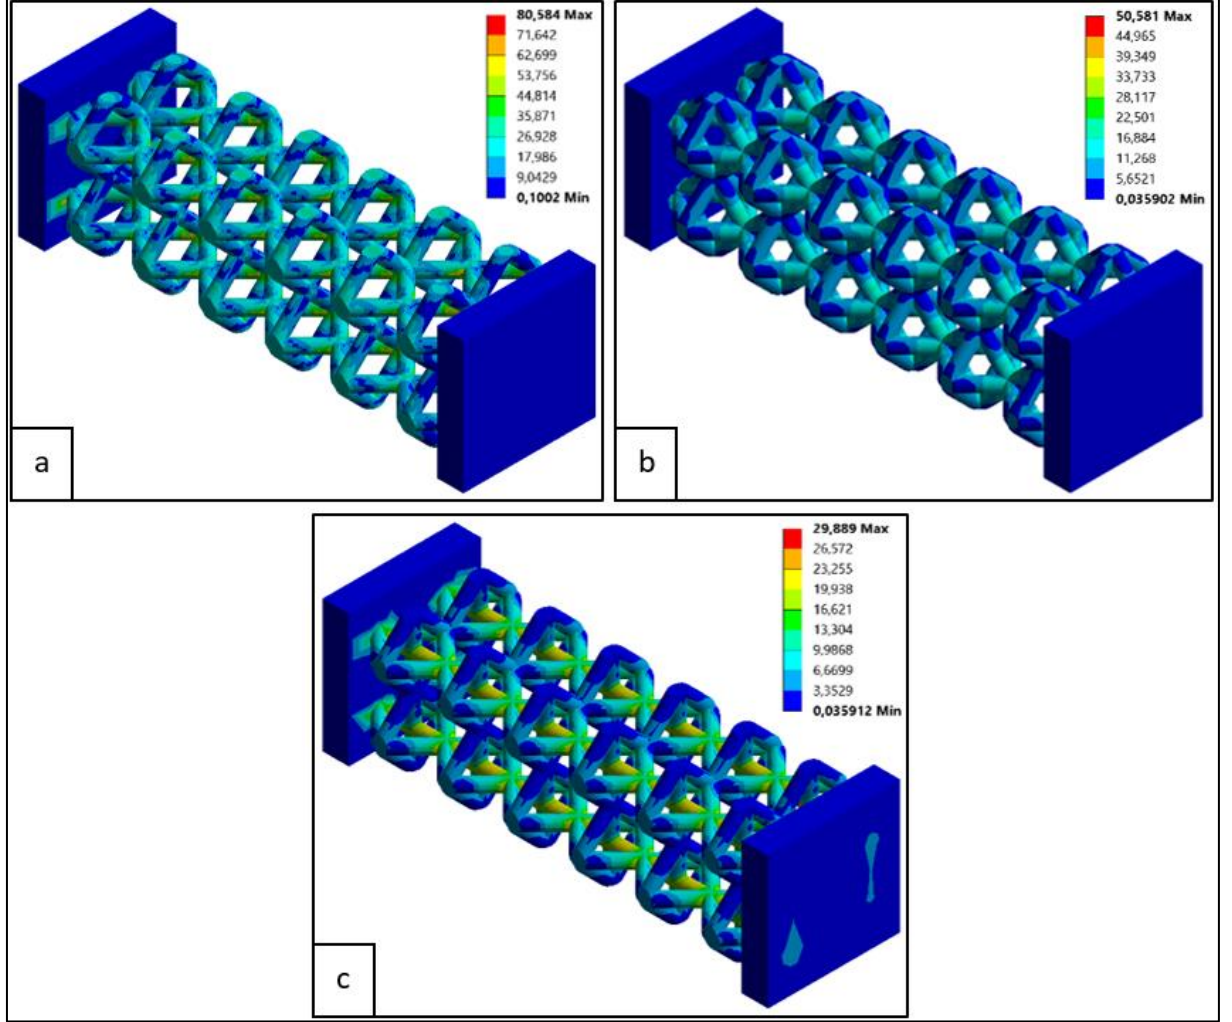 80,584 Max
71,642
62,699
53,756
44,814
35,871
26,928
17,986
9,0429
0,1002 Min
a
50,581 Max
44,965
39,349
33,733
28,117
22,501
16,884
11,268
5,6521
0,035902 Min
b
29,889 Max
26,572
23,255
19,938
16,621
13,304
9,9868
6,6699
3,3529
0,035912 Min
c